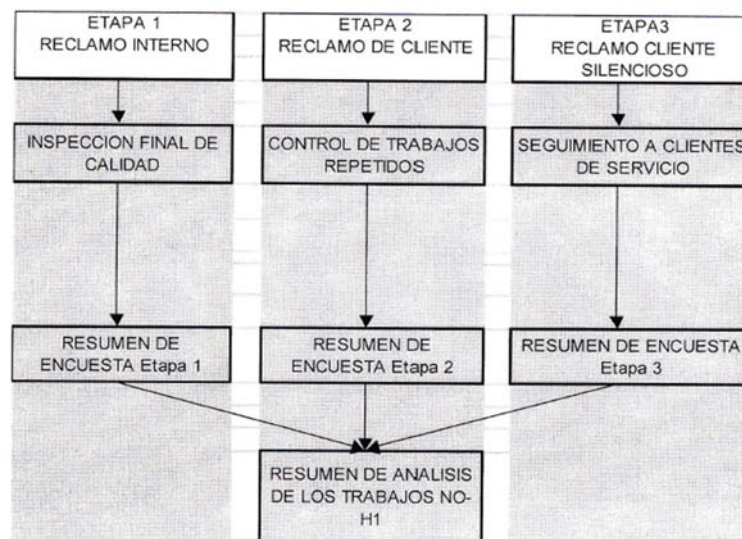 ETAPA 1
RECLAMO INTERNO
ETAPA 2
RECLAMO DE CLIENTE
ETAPA3
RECLAMO CLIENTE
SILENCIOSO
INSPECCION FINAL DE
CALIDAD
CONTROL DE TRABAJOS
REPETIDOS
SEGUIMIENTO A CLIENTES
DE SERVICIO
RESUMEN DE
ENCUESTA Etapa 1
RESUMEN DE
ENCUESTA Etapa 2
RESUMEN DE ENCUESTA
Etapa 3
RESUMEN DE ANALISIS
DE LOS TRABAJOS NO-
H1